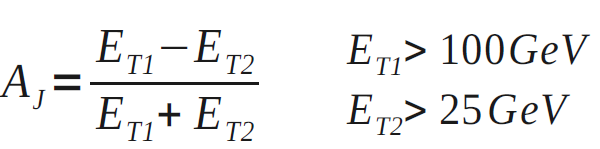 A_J = (E_T1 − E_T2) / (E_T1 + E_T2)
E_T1 > 100 GeV
E_T2 > 25 GeV